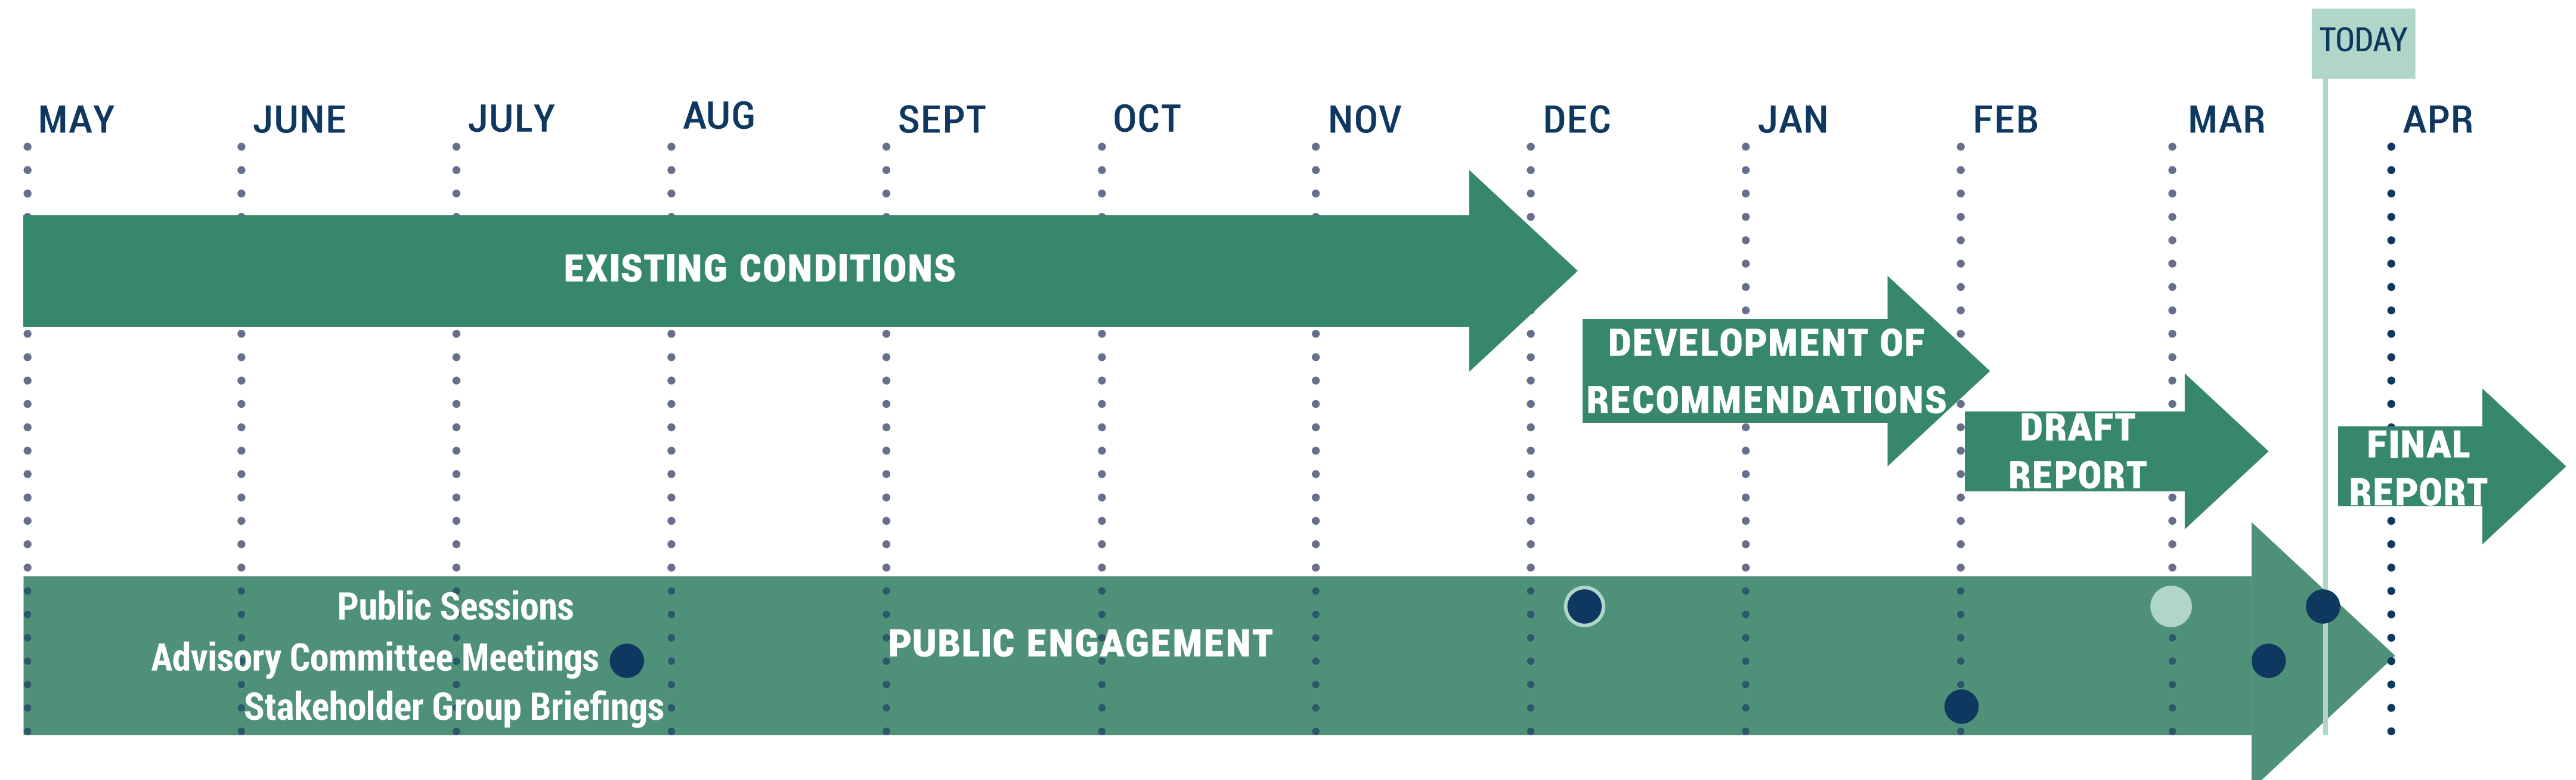 TODAY
MAY JUNE JULY AUG SEPT OCT NOV DEC JAN FEB MAR APR
EXISTING CONDITIONS
DEVELOPMENT OF
RECOMMENDATIONS
DRAFT
REPORT
FINAL
REPORT
Public Sessions
Advisory Committee Meetings
Stakeholder Group Briefings
PUBLIC ENGAGEMENT